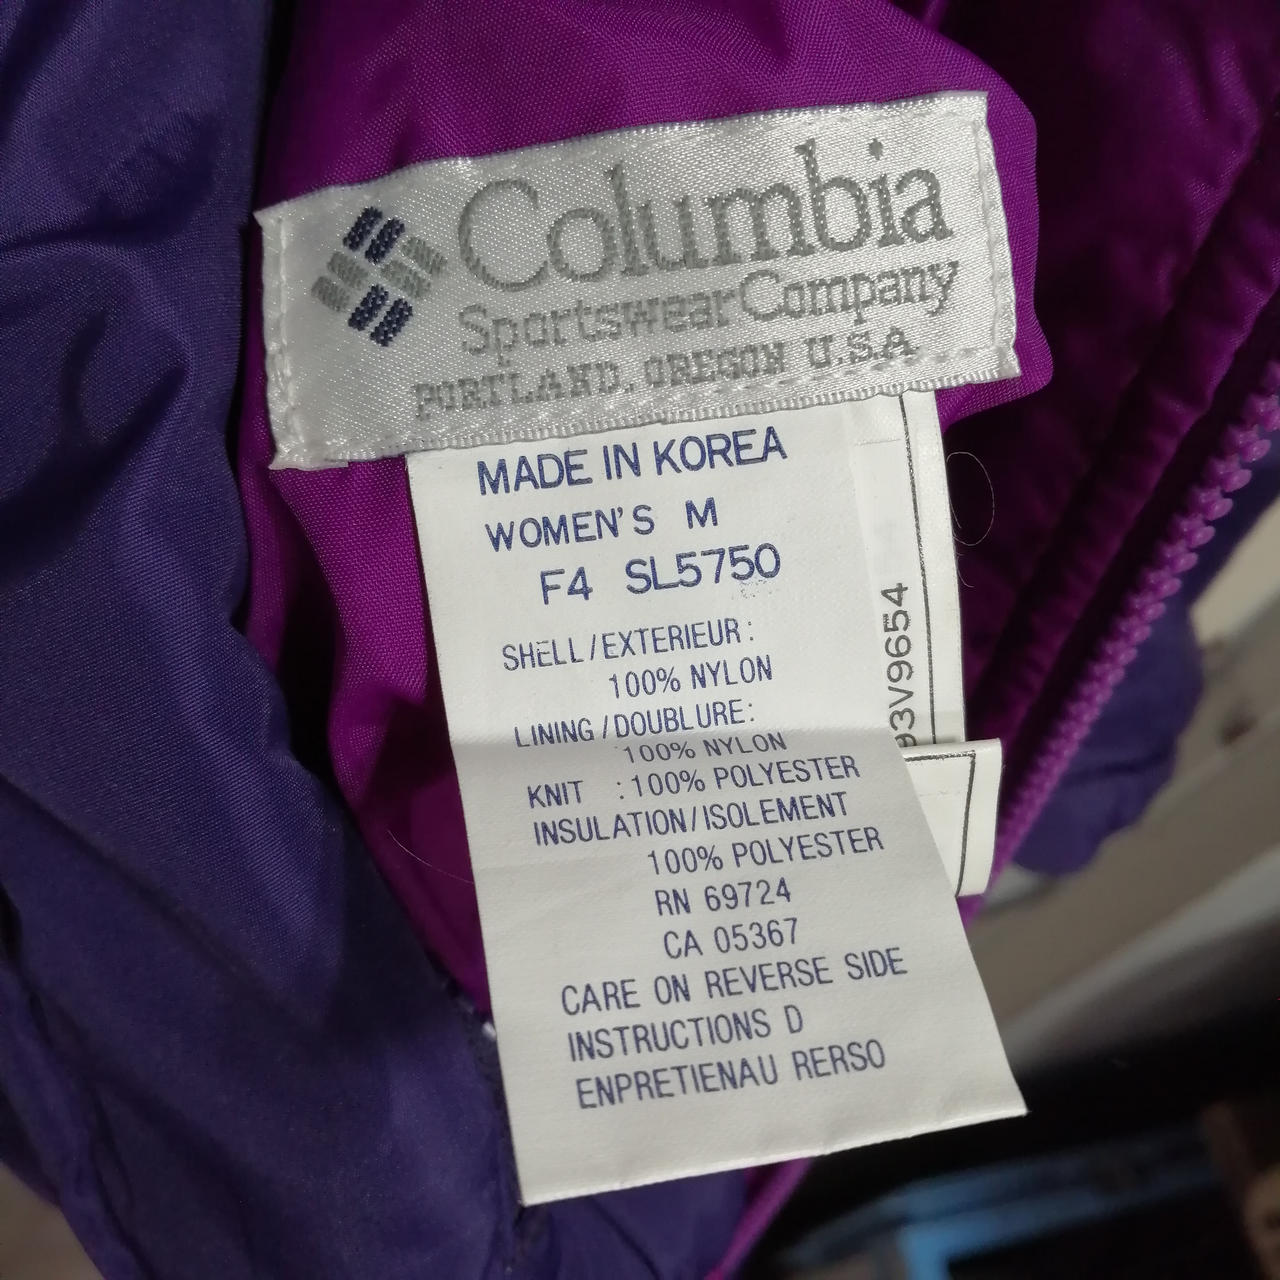 Columbia
Sportswear Company
PORTLAND, OREGON U.S.A
MADE IN KOREA
WOMEN'S M
F4 SL5750
SHELL/EXTERIEUR:
100% NYLON
LINING/DOUBLURE:
100% NYLON
KNIT :100% POLYESTER
INSULATION/ISOLEMENT
100% POLYESTER
RN 69724
CA 05367
CARE ON REVERSE SIDE
INSTRUCTIONS D
ENPRETIENAU RERSO
93V9654